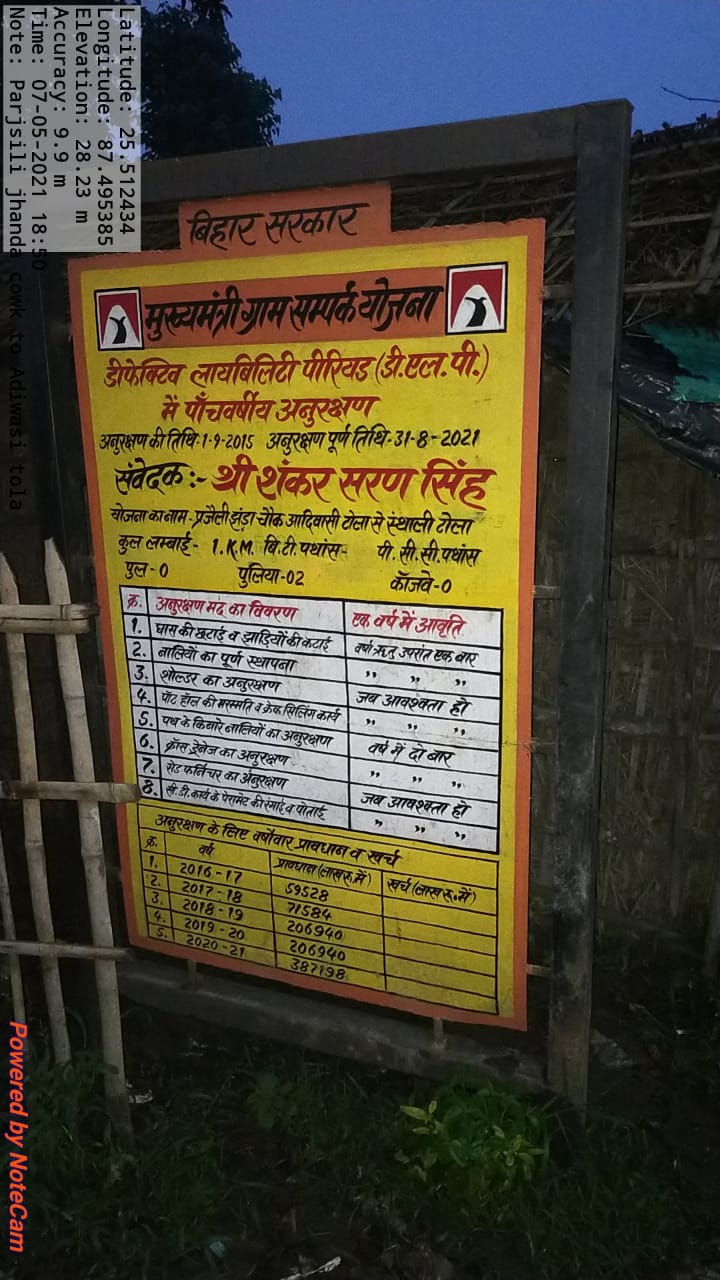 Latitude: 25.512434
Longitude: 87.495385
Elevation: 28.23 m
Accuracy: 9.9 m
Time: 07-05-2021 18:50
Note: Parjsili jhanda cowk to Adiwasi tola
बिहार सरकार
मुख्यमंत्री ग्राम सम्पर्क योजना
डीफेक्टिव लायबिलिटी पीरियड (डी.एल.पी.)
में पाँचवर्षीय अनुरक्षण
अनुरक्षण की तिथि-1-9-2015 अनुरक्षण पूर्ण तिथि-31-8-2021
संवेदक:- श्री शंकर सरण सिंह
योजना का नाम-प्रजैली झंडा चौक आदिवासी टोला से संथाली टोला
कुल लम्बाई- 1.K.M. बि.टी.पथांस- पी.सी.सी.पथांस
पुल-0 पुलिया-02 कॉजवे-0
क्र. अनुरक्षण मद का विवरण एक वर्ष में आवृति
1. घास की छटाई व झाड़ियों की कटाई वर्षा ऋतु उपरांत एक बार
2. नालियों का पूर्ण स्थापना ,, ,, ,,
3. शोल्डर का अनुरक्षण जब आवश्यता हो
4. पॉट हॉल की मरम्मति व क्रेक सिलिंग कार्य ,, ,, ,,
5. पथ के किनारे नालियों का अनुरक्षण वर्ष में दो बार
6. क्रॉस ड्रेनेज का अनुरक्षण ,, ,, ,,
7. रोड फर्निचर का अनुरक्षण जब आवश्यता हो
8. सी.डी.कार्य के पेरामेट की रंगाई व पोताई ,, ,, ,,
अनुरक्षण के लिए वर्षोवार प्रावधान व खर्च
क्र. वर्ष प्रावधान (लाख रू.में) खर्च (लाख रू.में)
1. 2016-17 59528
2. 2017-18 71584
3. 2018-19 206940
4. 2019-20 206940
5. 2020-21 387198
Powered by NoteCam